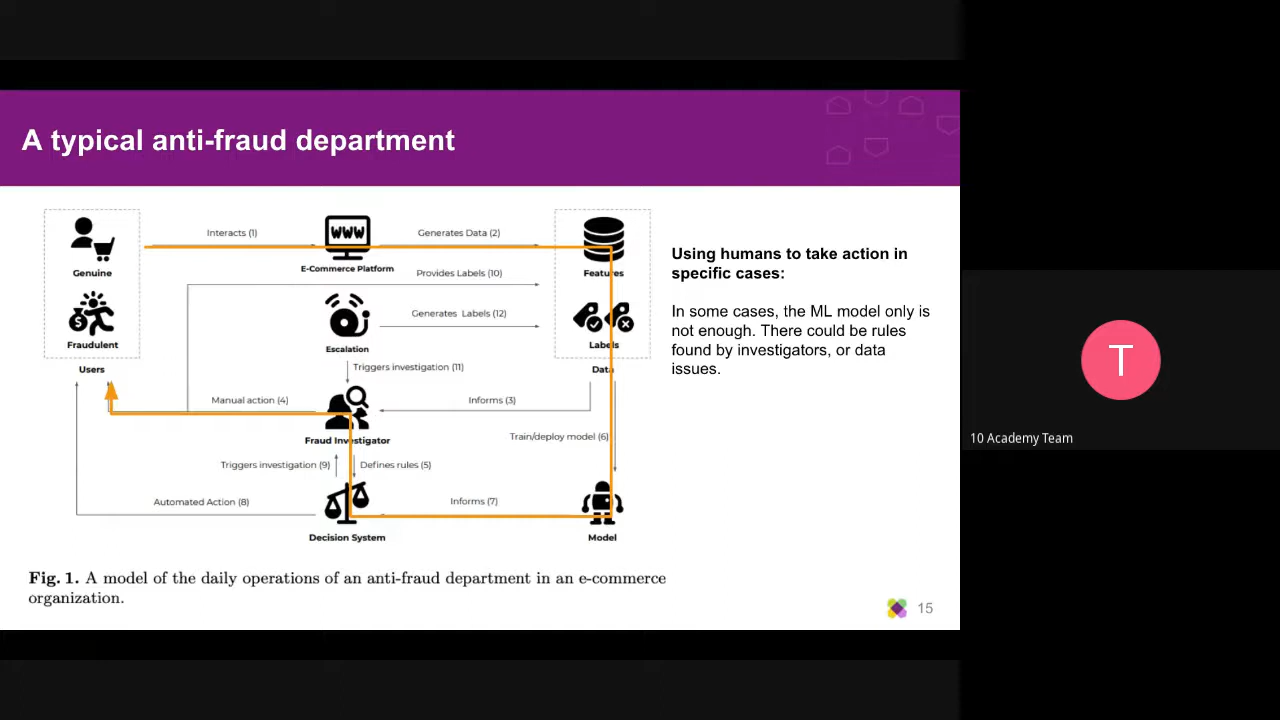 A typical anti-fraud department
Interacts (1)
WWW
Generates Data (2)
Genuine
E-Commerce Platform
Features
Provides Labels (10)
Generates Labels (12)
Fraudulent
Escalation
Labels
Users
Triggers investigation (11)
Data
Manual action (4)
Informs (3)
Fraud Investigator
Train/deploy model (6)
Triggers investigation (9)
Defines rules (5)
Automated Action (8)
Informs (7)
Decision System
Model
Using humans to take action in
specific cases:
In some cases, the ML model only is
not enough. There could be rules
found by investigators, or data
issues.
Fig. 1. A model of the daily operations of an anti-fraud department in an e-commerce
organization.
15
T
10 Academy Team